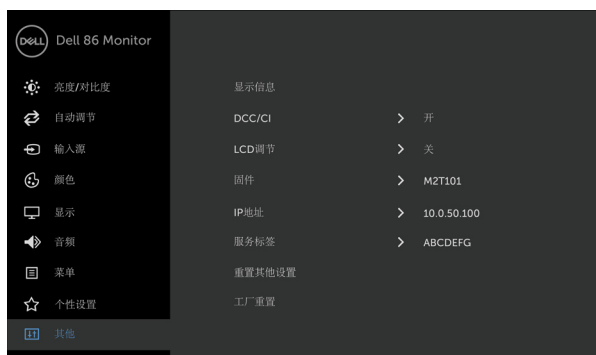 DELL
Dell 86 Monitor
亮度/对比度
自动调节
输入源
颜色
显示
音频
菜单
个性设置
其他
显示信息
DCC/CI
开
LCD调节
关
固件
M2T101
IP地址
10.0.50.100
服务标签
ABCDEFG
重置其他设置
工厂重置